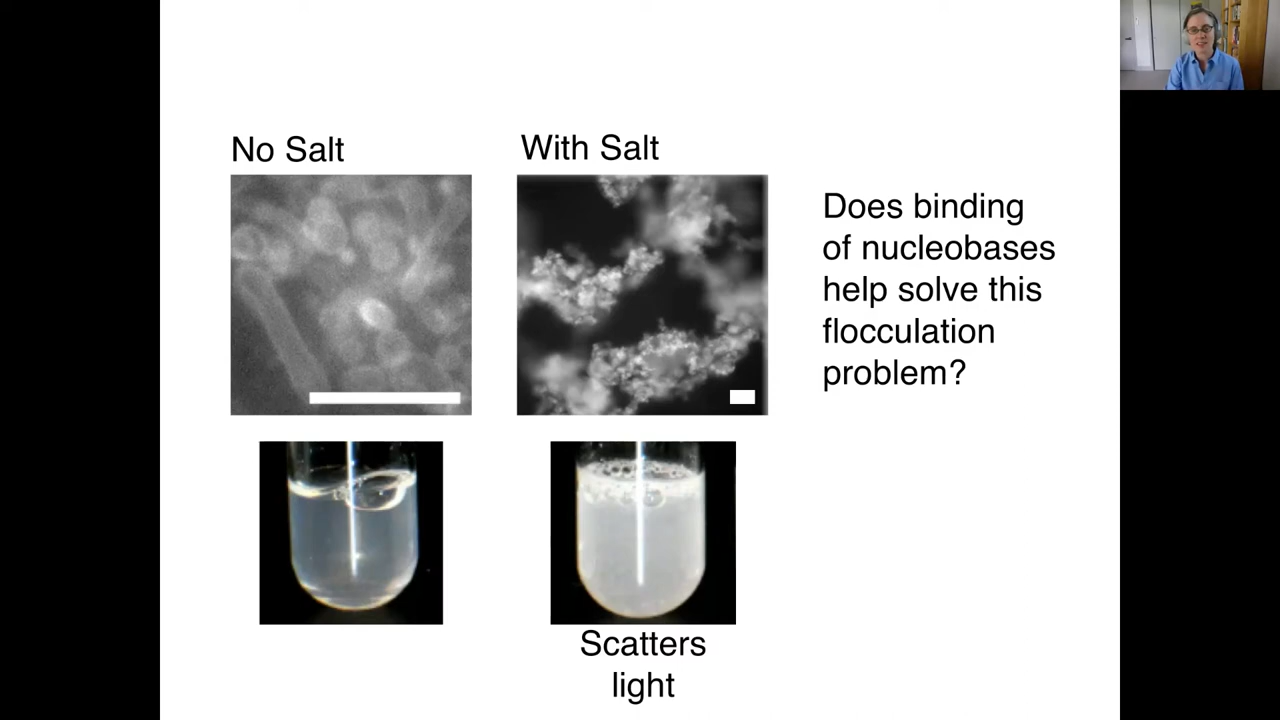 No Salt
With Salt
Does binding
of nucleobases
help solve this
flocculation
problem?
Scatters
light